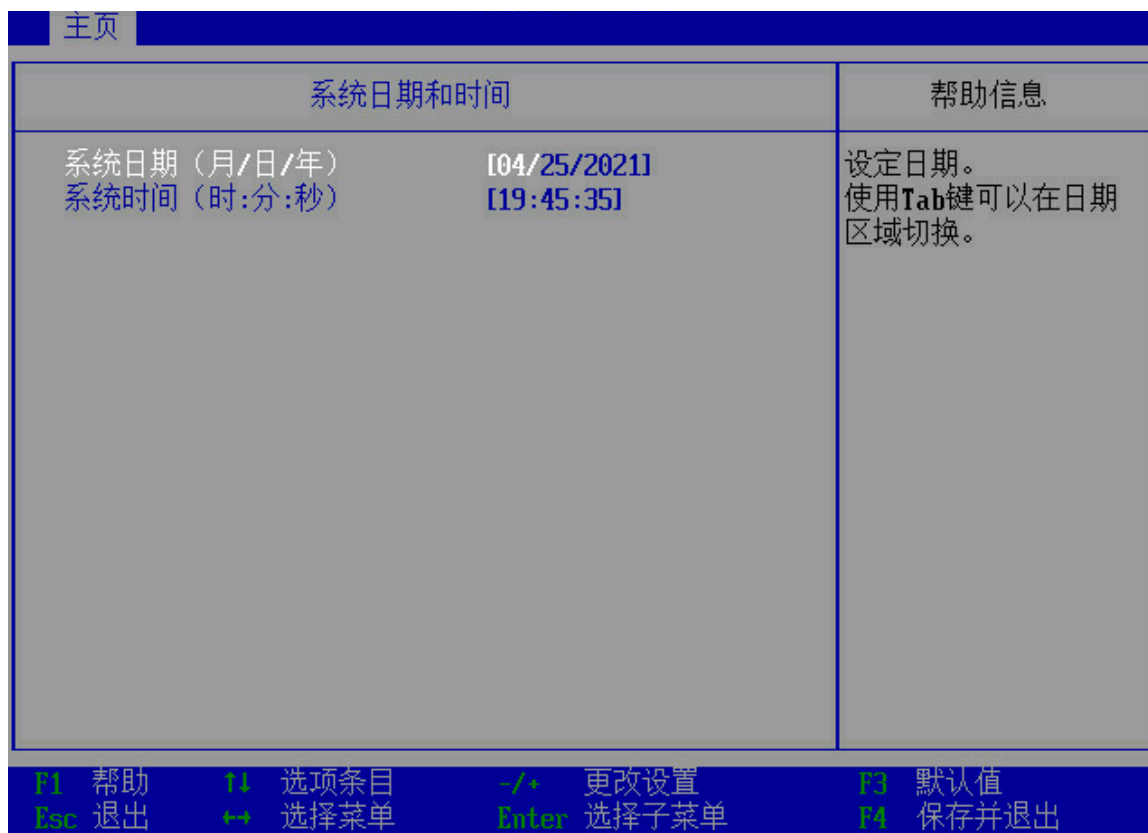 主页
系统日期和时间
帮助信息
系统日期（月/日/年） [04/25/2021]
系统时间（时:分:秒） [19:45:35]
设定日期。
使用Tab键可以在日期
区域切换。
F1 帮助 ↑↓ 选项条目 -/+ 更改设置 F3 默认值
Esc 退出 ←→ 选择菜单 Enter 选择子菜单 F4 保存并退出